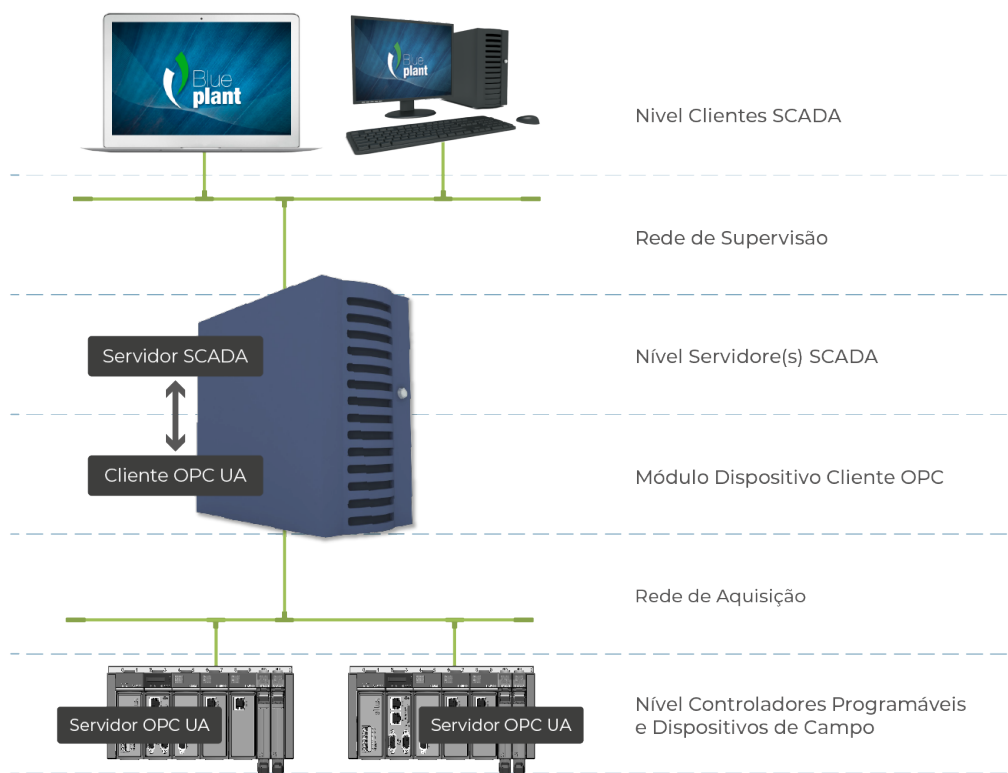 Blue
plant
Blue
plant
Nivel Clientes SCADA
Rede de Supervisão
Servidor SCADA
Nível Servidore(s) SCADA
Cliente OPC UA
Módulo Dispositivo Cliente OPC
Rede de Aquisição
Servidor OPC UA
Servidor OPC UA
Nível Controladores Programáveis
e Dispositivos de Campo